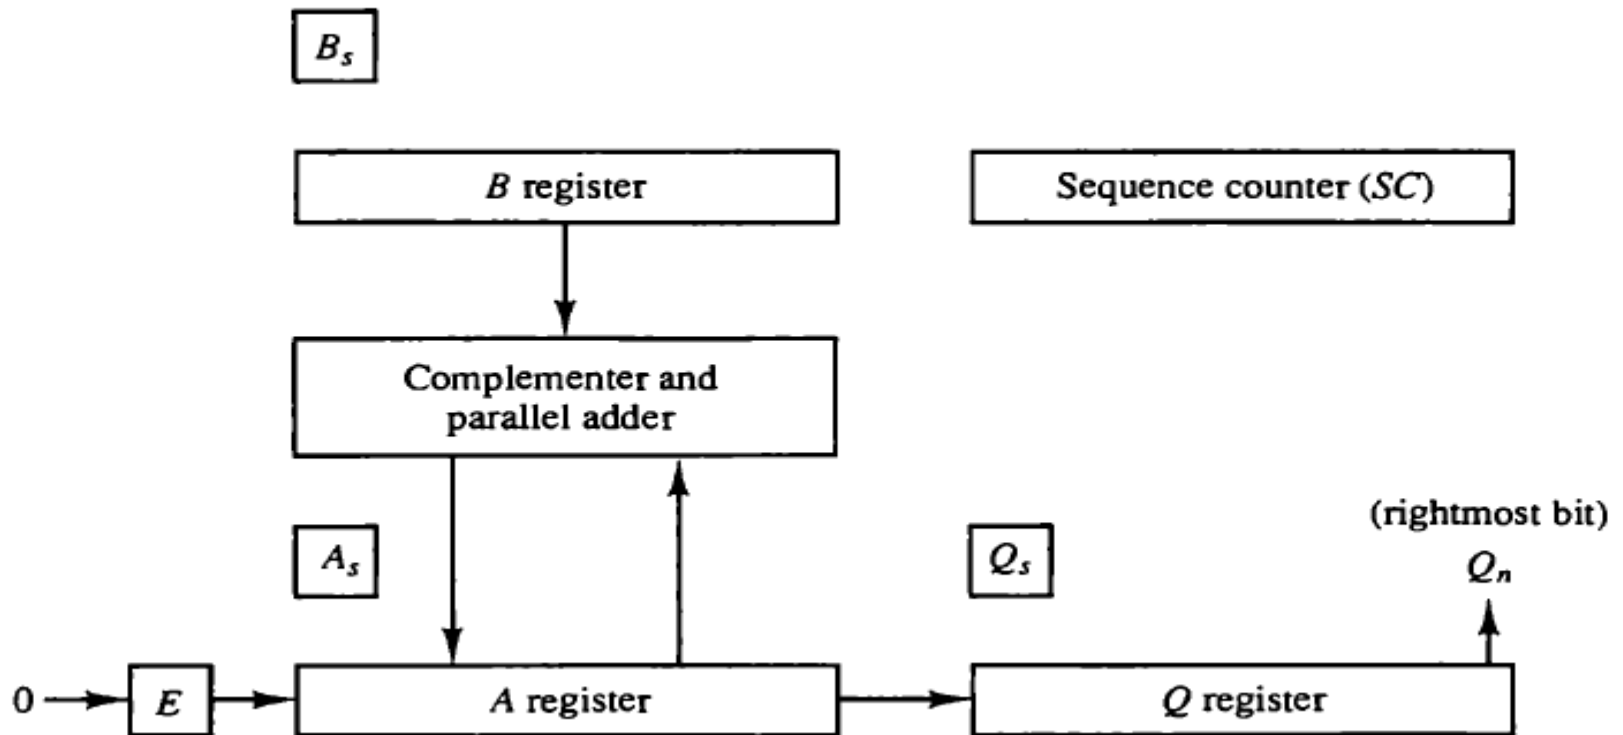 Bs
B register
Sequence counter (SC)
Complementer and
parallel adder
(rightmost bit)
As
Qs
Qn
0
E
A register
Q register